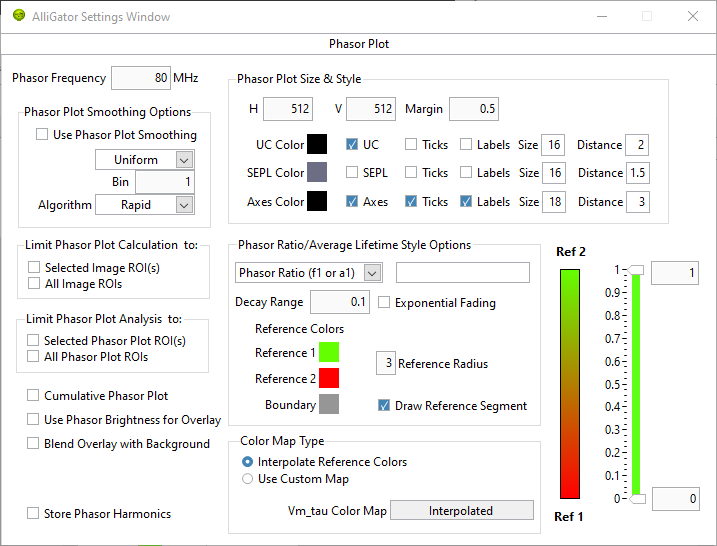 AlliGator Settings Window
Phasor Plot
Phasor Frequency 80 MHz
Phasor Plot Smoothing Options
Use Phasor Plot Smoothing
Uniform
Bin 1
Algorithm Rapid
Limit Phasor Plot Calculation to:
Selected Image ROI(s)
All Image ROIs
Limit Phasor Plot Analysis to:
Selected Phasor Plot ROI(s)
All Phasor Plot ROIs
Cumulative Phasor Plot
Use Phasor Brightness for Overlay
Blend Overlay with Background
Store Phasor Harmonics
Phasor Plot Size & Style
H 512 V 512 Margin 0.5
UC Color UC Ticks Labels Size 16 Distance 2
SEPL Color SEPL Ticks Labels Size 16 Distance 1.5
Axes Color Axes Ticks Labels Size 18 Distance 3
Phasor Ratio/Average Lifetime Style Options
Phasor Ratio (f1 or a1)
Decay Range 0.1 Exponential Fading
Reference Colors
Reference 1
Reference 2
Boundary
3 Reference Radius
Draw Reference Segment
Color Map Type
Interpolate Reference Colors
Use Custom Map
Vm_tau Color Map Interpolated
Ref 2
1
0.9
0.8
0.7
0.6
0.5
0.4
0.3
0.2
0.1
0
1
0
Ref 1